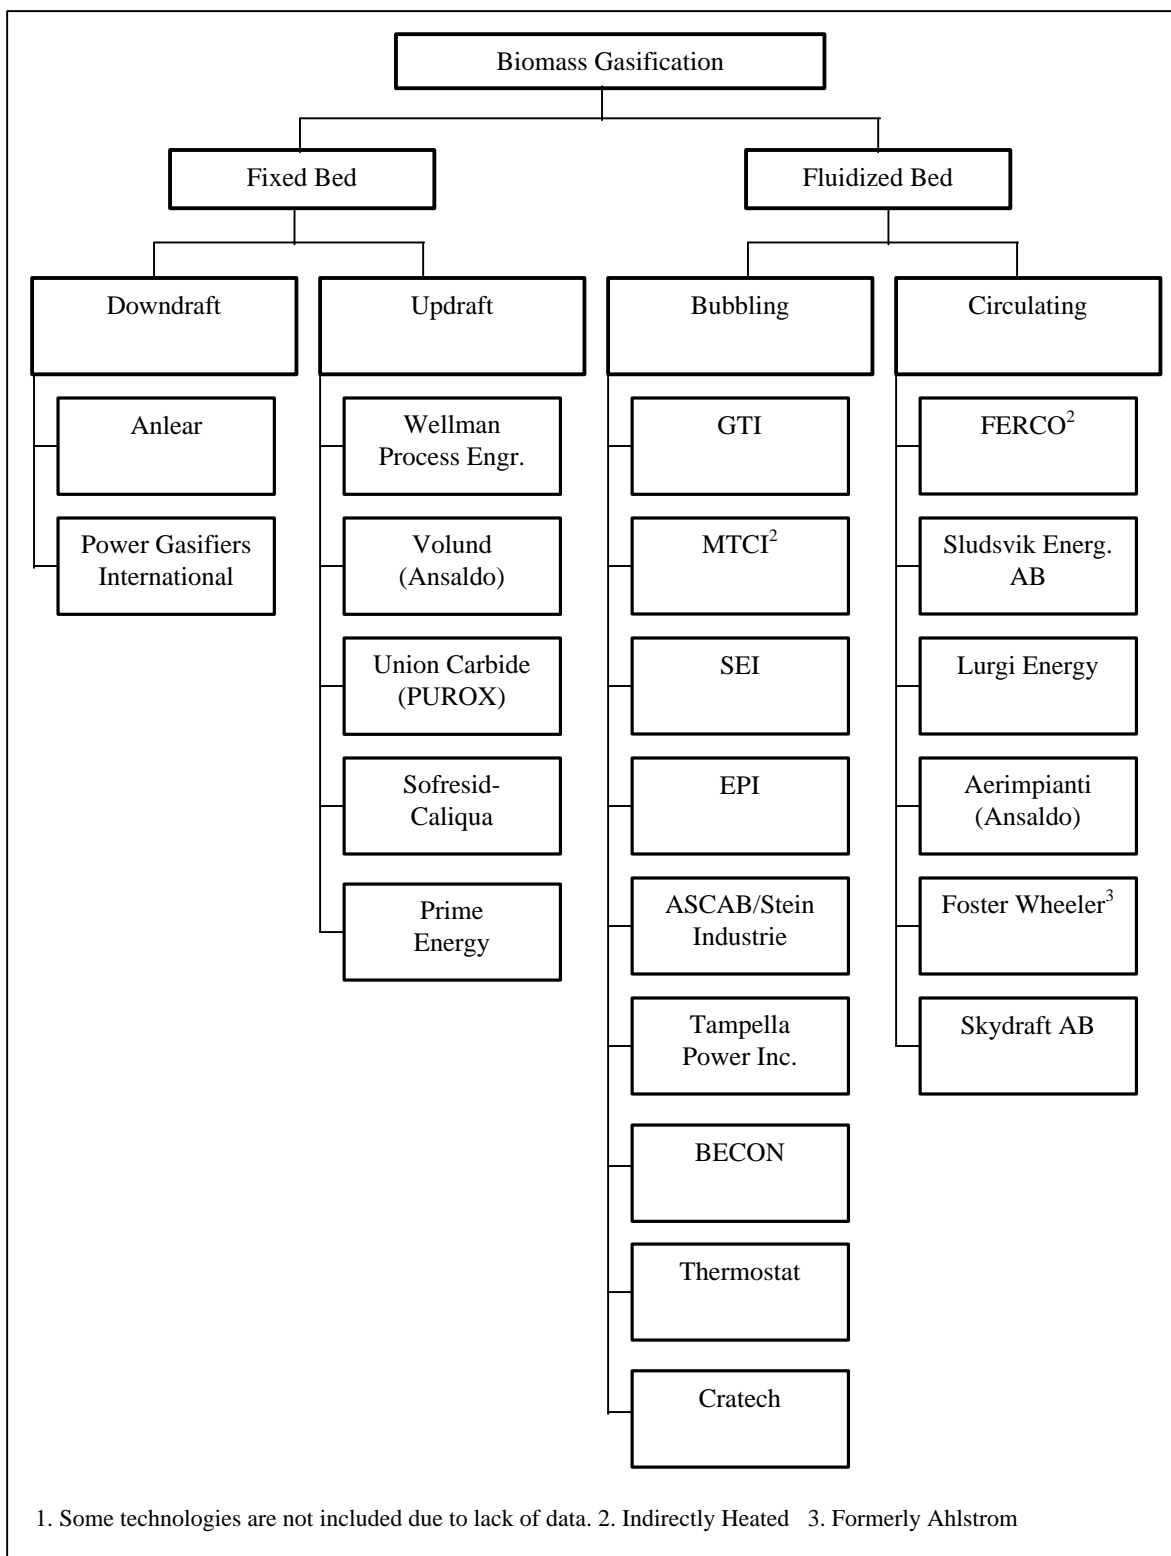 Biomass Gasification
Fixed Bed
Fluidized Bed
Downdraft
Updraft
Bubbling
Circulating
Anlear
Power Gasifiers
International
Wellman
Process Engr.
Volund
(Ansaldo)
Union Carbide
(PUROX)
Sofresid-
Caliqua
Prime
Energy
GTI
MTCI²
SEI
EPI
ASCAB/Stein
Industrie
Tampella
Power Inc.
BECON
Thermostat
Cratech
FERCO²
Sludsvik Energ.
AB
Lurgi Energy
Aerimpianti
(Ansaldo)
Foster Wheeler³
Skydraft AB
1. Some technologies are not included due to lack of data. 2. Indirectly Heated 3. Formerly Ahlstrom